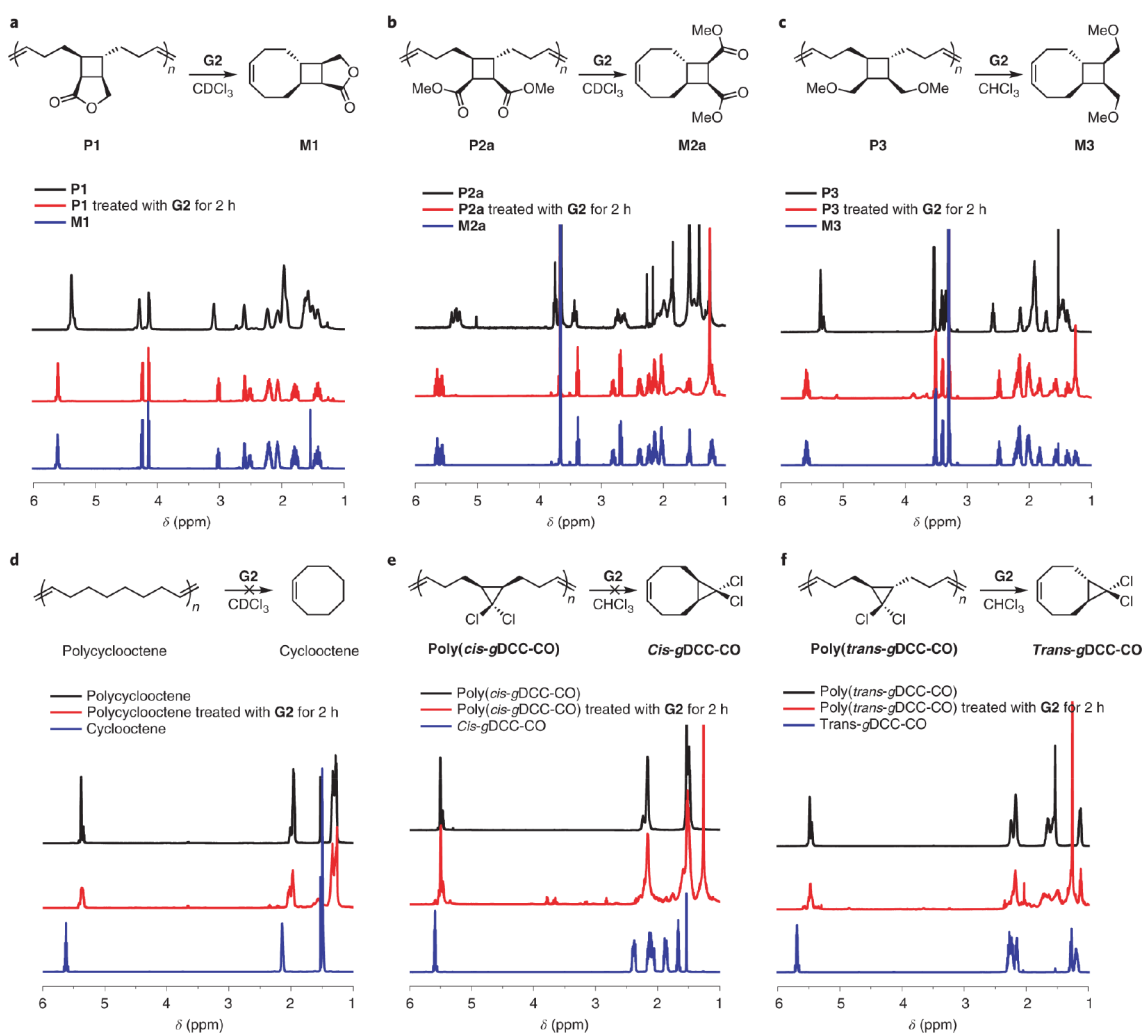 a
b
c
O
O
n
G2
CDCl3
O
O
P1
M1
MeO
O
O
OMe
n
G2
CDCl3
MeO
O
O
MeO
P2a
M2a
MeO
OMe
n
G2
CHCl3
OMe
MeO
P3
M3
P1
P1 treated with G2 for 2 h
M1
P2a
P2a treated with G2 for 2 h
M2a
P3
P3 treated with G2 for 2 h
M3
6 5 4 3 2 1
δ (ppm)
6 5 4 3 2 1
δ (ppm)
6 5 4 3 2 1
δ (ppm)
d
e
f
n
G2
CDCl3
Polycyclooctene
Cyclooctene
Cl
Cl
n
G2
CHCl3
Cl
Cl
Poly(cis-gDCC-CO)
Cis-gDCC-CO
Cl
Cl
n
G2
CHCl3
Cl
Cl
Poly(trans-gDCC-CO)
Trans-gDCC-CO
Polycyclooctene
Polycyclooctene treated with G2 for 2 h
Cyclooctene
Poly(cis-gDCC-CO)
Poly(cis-gDCC-CO) treated with G2 for 2 h
Cis-gDCC-CO
Poly(trans-gDCC-CO)
Poly(trans-gDCC-CO) treated with G2 for 2 h
Trans-gDCC-CO
6 5 4 3 2 1
δ (ppm)
6 5 4 3 2 1
δ (ppm)
6 5 4 3 2 1
δ (ppm)